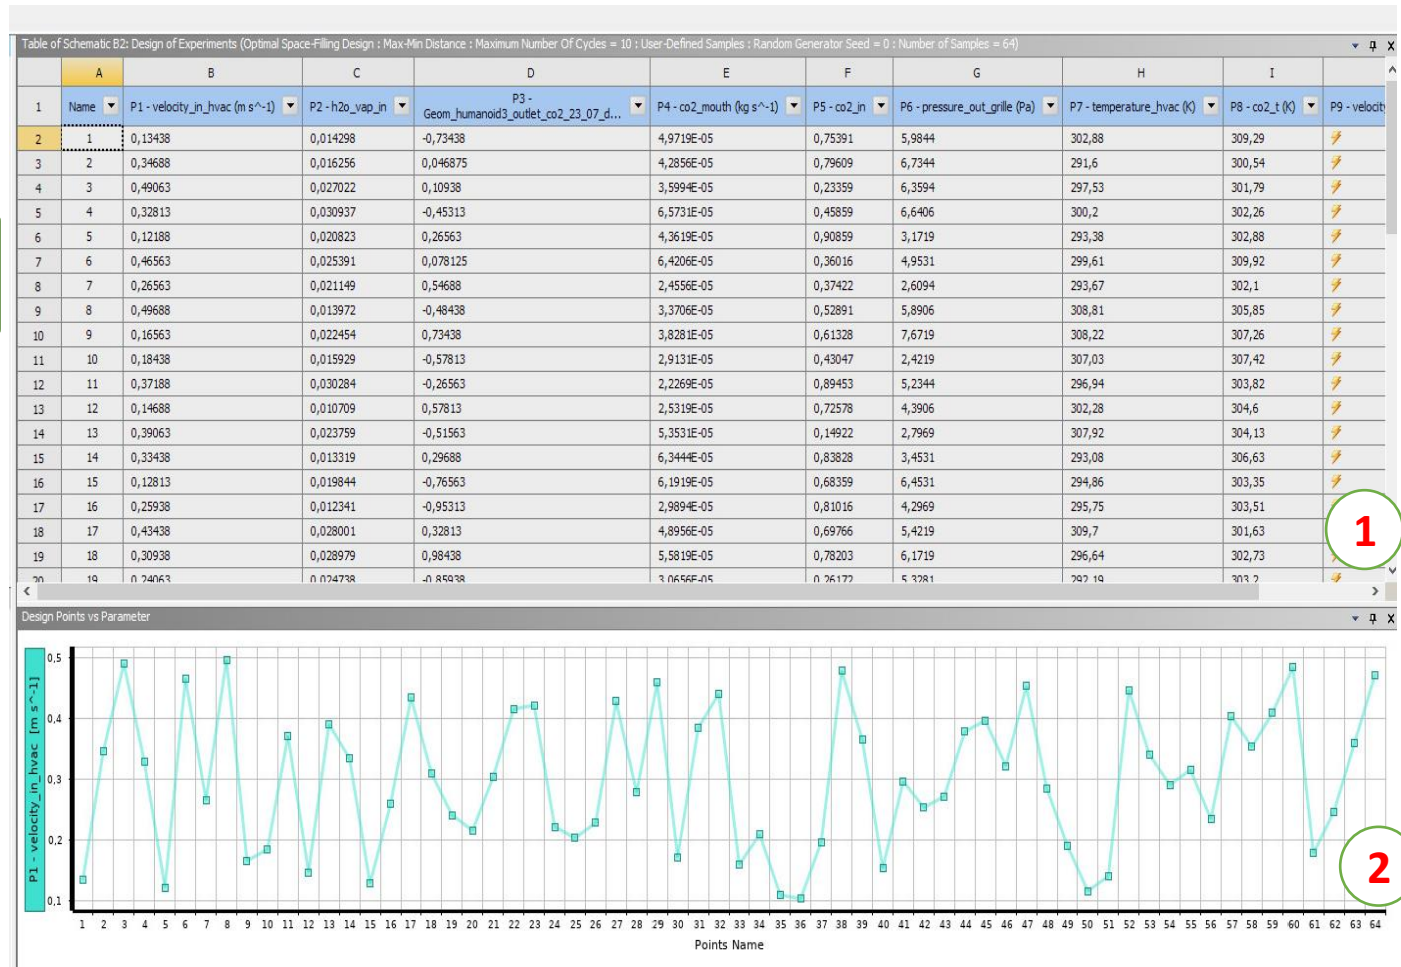 Table of Schematic B2: Design of Experiments (Optimal Space-Filling Design : Max-Min Distance : Maximum Number Of Cycles = 10 : User-Defined Samples : Random Generator Seed = 0 : Number of Samples = 64)
A B C D E F G H I
1 Name P1 - velocity_in_hvac (m s^-1) P2 - h2o_vap_in P3 - Geom_humanoid3_outlet_co2_23_07_d... P4 - co2_mouth (kg s^-1) P5 - co2_in P6 - pressure_out_grille (Pa) P7 - temperature_hvac (K) P8 - co2_t (K) P9 - velocity
2 1 0,13438 0,014298 -0,73438 4,9719E-05 0,75391 5,9844 302,88 309,29
3 2 0,34688 0,016256 0,046875 4,2856E-05 0,79609 6,7344 291,6 300,54
4 3 0,49063 0,027022 0,10938 3,5994E-05 0,23359 6,3594 297,53 301,79
5 4 0,32813 0,030937 -0,45313 6,5731E-05 0,45859 6,6406 300,2 302,26
6 5 0,12188 0,020823 0,26563 4,3619E-05 0,90859 3,1719 293,38 302,88
7 6 0,46563 0,025391 0,078125 6,4206E-05 0,36016 4,9531 299,61 309,92
8 7 0,26563 0,021149 0,54688 2,4556E-05 0,37422 2,6094 293,67 302,1
9 8 0,49688 0,013972 -0,48438 3,3706E-05 0,52891 5,8906 308,81 305,85
10 9 0,16563 0,022454 0,73438 3,8281E-05 0,61328 7,6719 308,22 307,26
11 10 0,18438 0,015929 -0,57813 2,9131E-05 0,43047 2,4219 307,03 307,42
12 11 0,37188 0,030284 -0,26563 2,2269E-05 0,89453 5,2344 296,94 303,82
13 12 0,14688 0,010709 0,57813 2,5319E-05 0,72578 4,3906 302,28 304,6
14 13 0,39063 0,023759 -0,51563 5,3531E-05 0,14922 2,7969 307,92 304,13
15 14 0,33438 0,013319 0,29688 6,3444E-05 0,83828 3,4531 293,08 306,63
16 15 0,12813 0,019844 -0,76563 6,1919E-05 0,68359 6,4531 294,86 303,35
17 16 0,25938 0,012341 -0,95313 2,9894E-05 0,81016 4,2969 295,75 303,51
18 17 0,43438 0,028001 0,32813 4,8956E-05 0,69766 5,4219 309,7 301,63
19 18 0,30938 0,028979 0,98438 5,5819E-05 0,78203 6,1719 296,64 302,73
20 19 0,24063 0,024738 -0,85938 3,0656E-05 0,26172 5,3281 292,19 303,2
1
Design Points vs Parameter
P1 - velocity_in_hvac [m s^-1]
0,5
0,4
0,3
0,2
0,1
2
1 2 3 4 5 6 7 8 9 10 11 12 13 14 15 16 17 18 19 20 21 22 23 24 25 26 27 28 29 30 31 32 33 34 35 36 37 38 39 40 41 42 43 44 45 46 47 48 49 50 51 52 53 54 55 56 57 58 59 60 61 62 63 64
Points Name